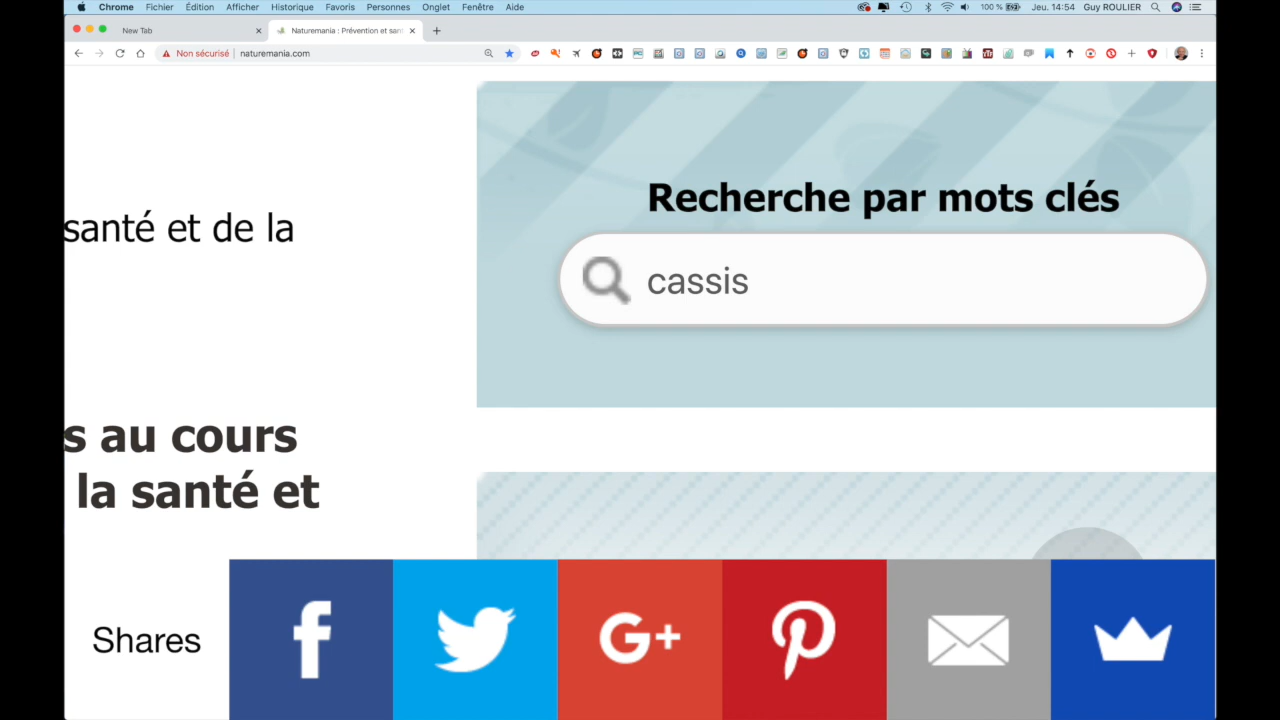 Chrome Fichier Édition Afficher Historique Favoris Personnes Onglet Fenêtre Aide 100 % Jeu. 14:54 Guy ROULIER
New Tab
Naturemania : Prévention et san
Non sécurisé naturemania.com
Recherche par mots clés
santé et de la
cassis
s au cours
la santé et
Shares